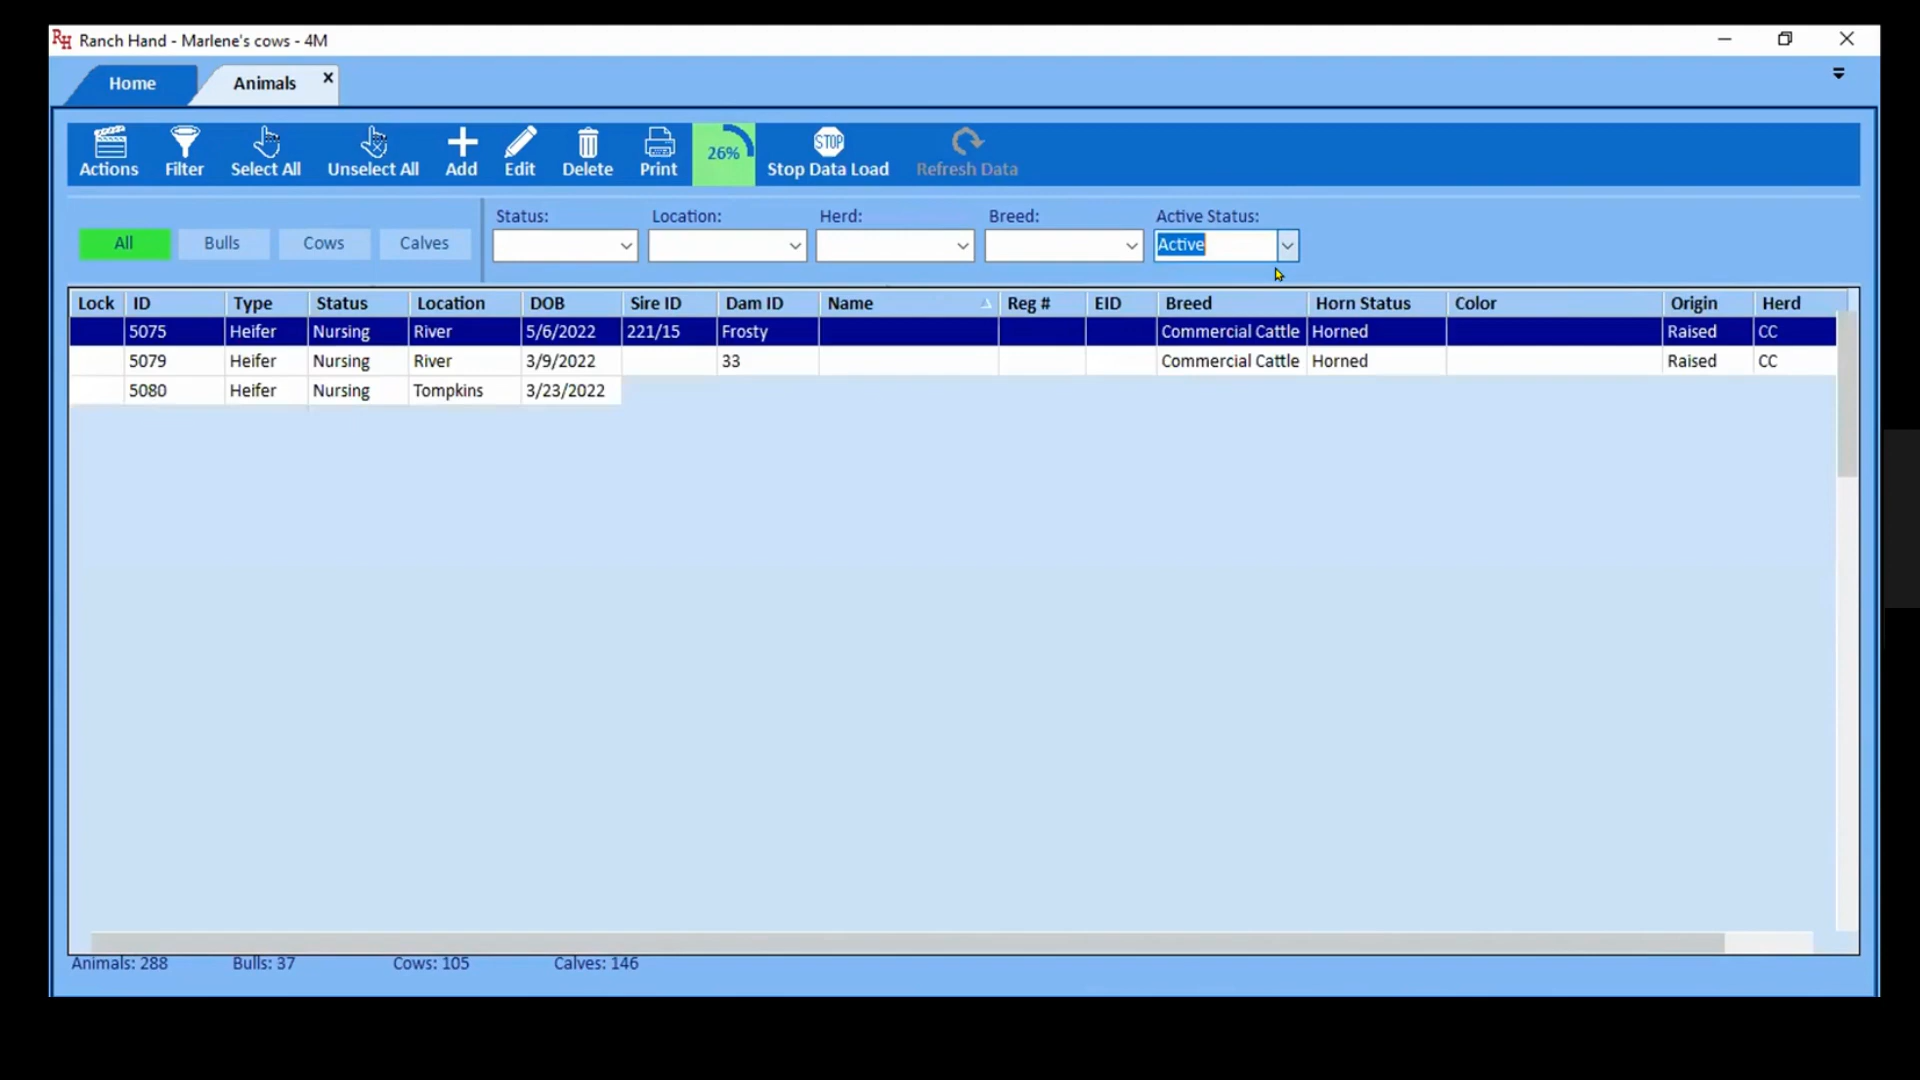 RH Ranch Hand - Marlene's cows - 4M
Home Animals
Actions Filter Select All Unselect All Add Edit Delete Print 26% STOP Stop Data Load Refresh Data
Status: Location: Herd: Breed: Active Status:
All Bulls Cows Calves Active
Lock ID Type Status Location DOB Sire ID Dam ID Name Reg # EID Breed Horn Status Color Origin Herd
5075 Heifer Nursing River 5/6/2022 221/15 Frosty Commercial Cattle Horned Raised CC
5079 Heifer Nursing River 3/9/2022 33 Commercial Cattle Horned Raised CC
5080 Heifer Nursing Tompkins 3/23/2022
Animals: 288 Bulls: 37 Cows: 105 Calves: 146